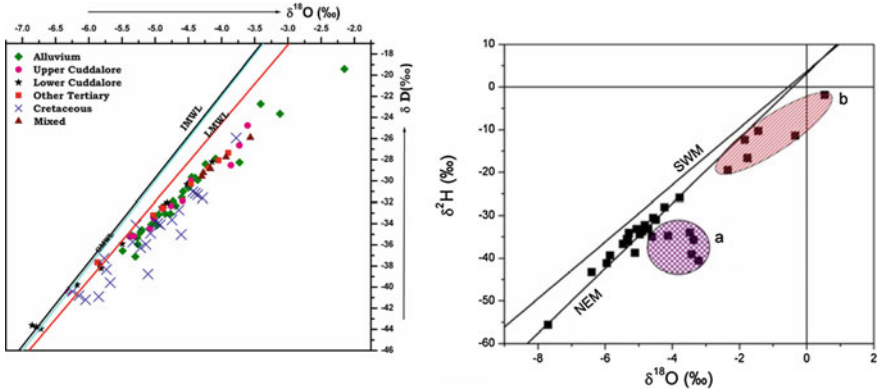 δ¹⁸O (‰)
-7.0 -6.5 -6.0 -5.5 -5.0 -4.5 -4.0 -3.5 -3.0 -2.5 -2.0
Alluvium
Upper Cuddalore
Lower Cuddalore
Other Tertiary
Cretaceous
Mixed
IMWL
LMWL
GMWL
-17
-20
-22
-24
-26
-28
-30
-32
-34
-36
-38
-40
-42
-44
-46
δ D(‰)
10
0
-10
-20
-30
-40
-50
-60
δ²H (‰)
SWM
NEM
a
b
-8 -6 -4 -2 0 2
δ¹⁸O (‰)